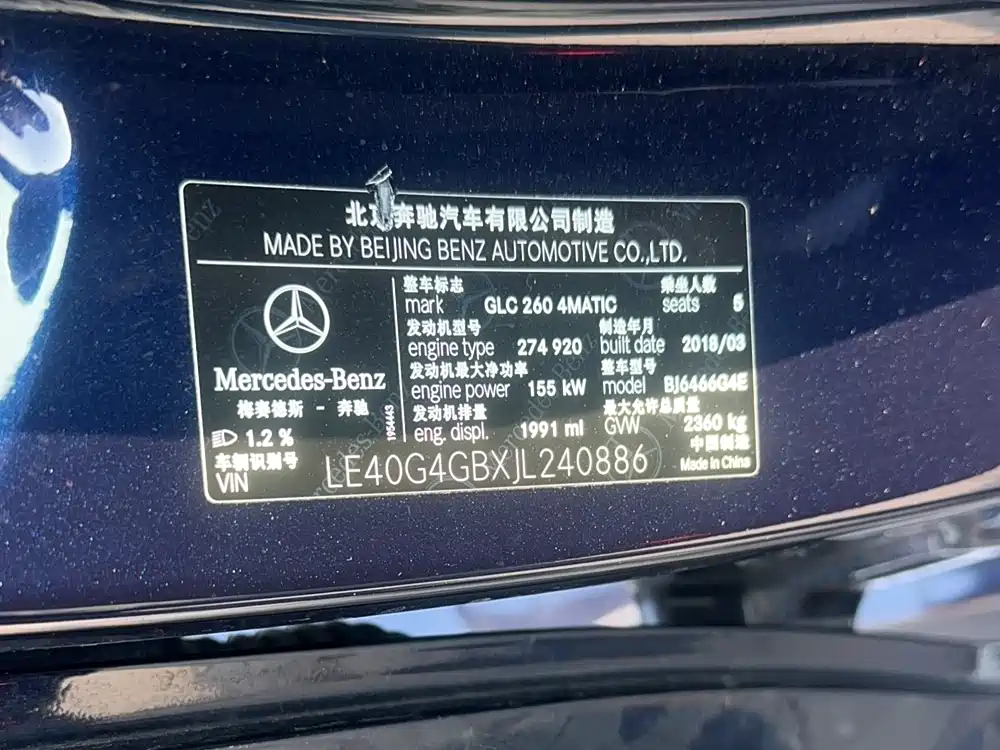 北京奔驰汽车有限公司制造
MADE BY BEIJING BENZ AUTOMOTIVE CO.,LTD.
整车标志 乘坐人数
mark GLC 260 4MATIC seats 5
发动机型号 制造年月
engine type 274 920 built date 2018/03
发动机最大净功率 整车型号
engine power 155 kW model BJ6466G4E
发动机排量 最大允许总质量
eng. displ. 1991 ml GVW 2360 kg
Mercedes-Benz
梅赛德斯 - 奔驰
1954443
1.2 %
车辆识别号
VIN LE40G4GBXJL240886
中国制造
Made in China